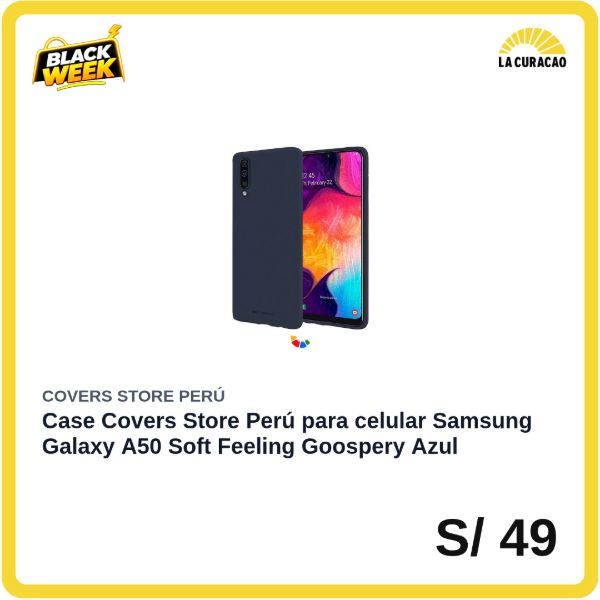 BLACK
WEEK
LA CURACAO
COVERS STORE PERÚ
Case Covers Store Perú para celular Samsung
Galaxy A50 Soft Feeling Goospery Azul
S/ 49